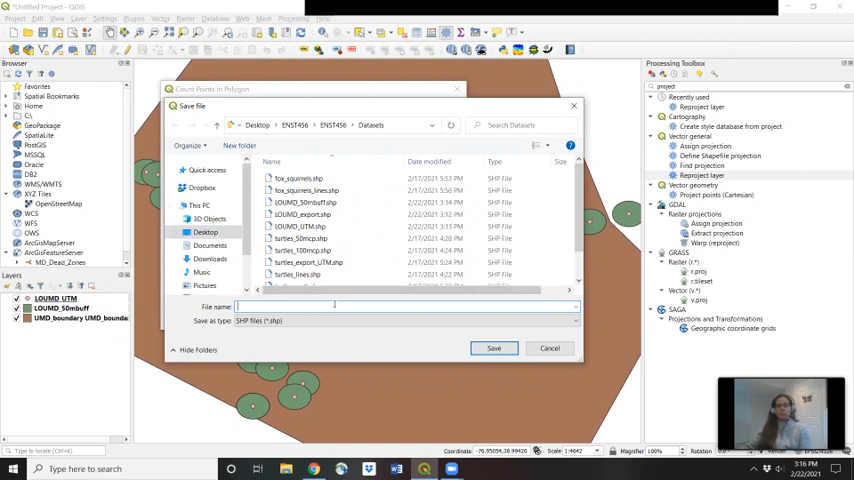 *Untitled Project - QGIS
Project Edit View Layer Settings Plugins Vector Raster Database Web Mesh Processing Help
Browser
Favorites
Spatial Bookmarks
Home
C:\
GeoPackage
SpatiaLite
PostGIS
MSSQL
Oracle
DB2
WMS/WMTS
XYZ Tiles
OpenStreetMap
WCS
WFS
OWS
ArcGisMapServer
ArcGisFeatureServer
MD_Dead_Zones
Layers
LOUMD_UTM
LOUMD_50mbuff
UMD_boundary UMD_bounda
Count Points in Polygon
Save file
Desktop
ENST456
ENST456
Datasets
Search Datasets
Organize
New folder
Quick access
Dropbox
This PC
3D Objects
Desktop
Documents
Downloads
Music
Pictures
Name
Date modified
Type
Size
fox_squirrels.shp 2/17/2021 5:53 PM SHP File
fox_squirrels_lines.shp 2/17/2021 5:55 PM SHP File
LOUMD_50mbuff.shp 2/22/2021 3:14 PM SHP File
LOUMD_export.shp 2/22/2021 3:12 PM SHP File
LOUMD_UTM.shp 2/22/2021 3:13 PM SHP File
turtles_50mcp.shp 2/17/2021 4:28 PM SHP File
turtles_100mcp.shp 2/17/2021 4:24 PM SHP File
turtles_export_UTM.shp 2/17/2021 4:20 PM SHP File
turtles_lines.shp 2/17/2021 4:21 PM SHP File
File name:
Save as type: SHP files (*.shp)
Hide Folders
Save
Cancel
Processing Toolbox
project
Recently used
Reproject layer
Cartography
Create style database from project
Vector general
Assign projection
Define Shapefile projection
Find projection
Reproject layer
Vector geometry
Project points (Cartesian)
GDAL
Raster projections
Assign projection
Extract projection
Warp (reproject)
GRASS
Raster (r.*)
r.proj
r.tileset
Vector (v.*)
v.proj
SAGA
Projections and Transformations
Geographic coordinate grids
Type to locate (Ctrl+K)
Coordinate -76.95054,38.99426
Scale 1:4642
Magnifier 100%
Rotation
Type here to search
3:16 PM
2/22/2021